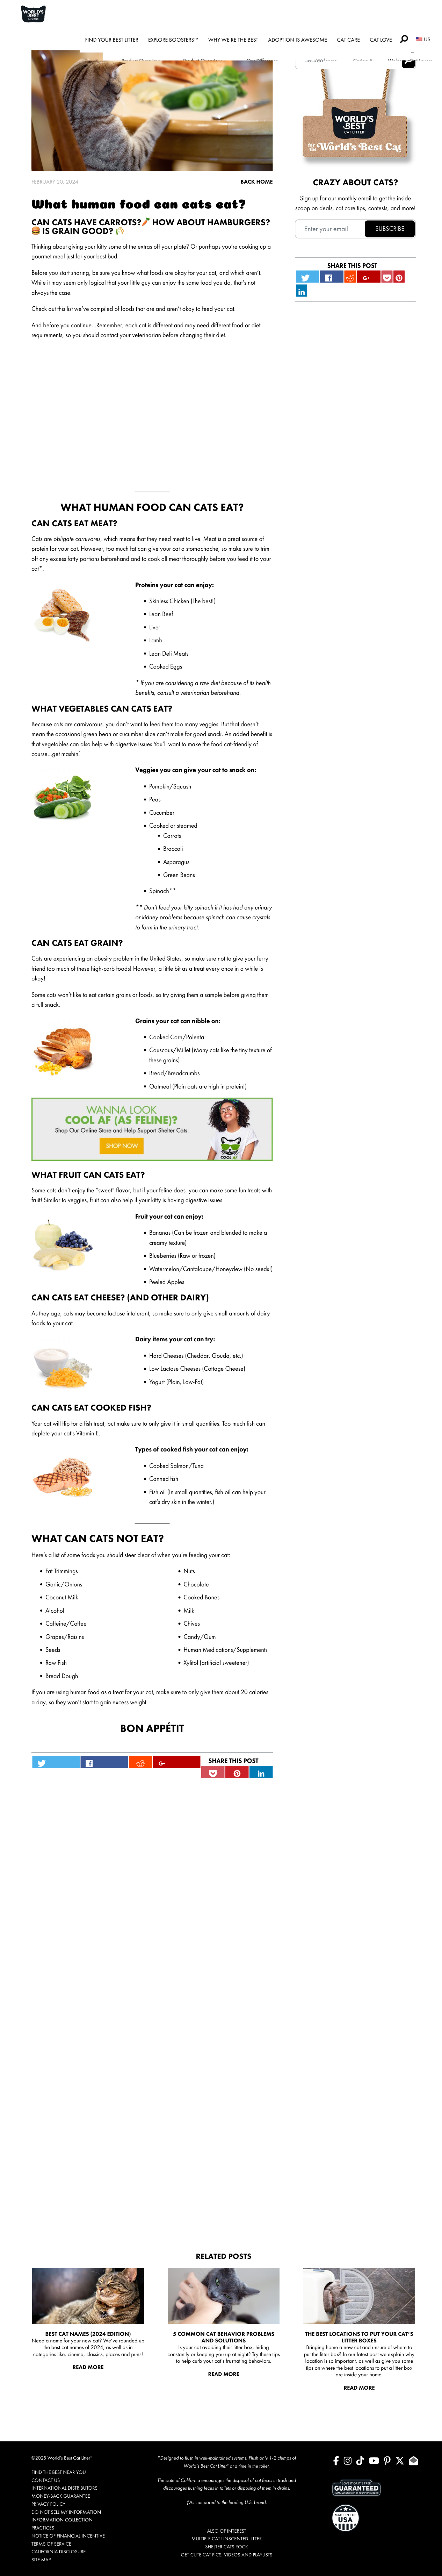 WORLD'S BEST
FIND YOUR BEST LITTER
EXPLORE BOOSTERS™
WHY WE'RE THE BEST
ADOPTION IS AWESOME
CAT CARE
CAT LOVE
US
WORLD'S BEST
CAT LITTER
World's Best Cat
FEBRUARY 20, 2024
BACK HOME
What human food can cats eat?
CAN CATS HAVE CARROTS?🥕 HOW ABOUT HAMBURGERS?
🍔 IS GRAIN GOOD? 🌾
Thinking about giving your kitty some of the extras off your plate? Or purrhaps you're cooking up a
gourmet meal just for your best bud.
Before you start sharing, be sure you know what foods are okay for your cat, and which aren't.
While it may seem only logical that your little guy can enjoy the same food you do, that's not
always the case.
Check out this list we've compiled of foods that are and aren't okay to feed your cat.
And before you continue…Remember, each cat is different and may need different food or diet
requirements, so you should contact your veterinarian before changing their diet.
CRAZY ABOUT CATS?
Sign up for our monthly email to get the inside
scoop on deals, cat care tips, contests, and more!
Enter your email
SUBSCRIBE
SHARE THIS POST
WHAT HUMAN FOOD CAN CATS EAT?
CAN CATS EAT MEAT?
Cats are obligate carnivores, which means that they need meat to live. Meat is a great source of
protein for your cat. However, too much fat can give your cat a stomachache, so make sure to trim
off any excess fatty portions beforehand and to cook all meat thoroughly before you feed it to your
cat*.
Proteins your cat can enjoy:
Skinless Chicken (The best!)
Lean Beef
Liver
Lamb
Lean Deli Meats
Cooked Eggs
* If you are considering a raw diet because of its health
benefits, consult a veterinarian beforehand.
WHAT VEGETABLES CAN CATS EAT?
Because cats are carnivorous, you don't want to feed them too many veggies. But that doesn't
mean the occasional green bean or cucumber slice can't make for good snack. An added benefit is
that vegetables can also help with digestive issues. You'll want to make the food cat-friendly of
course…get mashin'.
Veggies you can give your cat to snack on:
Pumpkin/Squash
Peas
Cucumber
Cooked or steamed
Carrots
Broccoli
Asparagus
Green Beans
Spinach**
** Don't feed your kitty spinach if it has had any urinary
or kidney problems because spinach can cause crystals
to form in the urinary tract.
CAN CATS EAT GRAIN?
Cats are experiencing an obesity problem in the United States, so make sure not to give your furry
friend too much of these high-carb foods! However, a little bit as a treat every once in a while is
okay!
Some cats won't like to eat certain grains or foods, so try giving them a sample before giving them
a full snack.
Grains your cat can nibble on:
Cooked Corn/Polenta
Couscous/Millet (Many cats like the tiny texture of
these grains)
Bread/Breadcrumbs
Oatmeal (Plain oats are high in protein!)
WANNA LOOK
COOL AF (AS FELINE)?
Shop Our Online Store and Help Support Shelter Cats.
SHOP NOW
COOL AF
WHAT FRUIT CAN CATS EAT?
Some cats don't enjoy the "sweet" flavor, but if your feline does, you can make some fun treats with
fruit! Similar to veggies, fruit can also help if your kitty is having digestive issues.
Fruit your cat can enjoy:
Bananas (Can be frozen and blended to make a
creamy texture)
Blueberries (Raw or frozen)
Watermelon/Cantaloupe/Honeydew (No seeds!)
Peeled Apples
CAN CATS EAT CHEESE? (AND OTHER DAIRY)
As they age, cats may become lactose intolerant, so make sure to only give small amounts of dairy
foods to your cat.
Dairy items your cat can try:
Hard Cheeses (Cheddar, Gouda, etc.)
Low Lactose Cheeses (Cottage Cheese)
Yogurt (Plain, Low-Fat)
CAN CATS EAT COOKED FISH?
Your cat will flip for a fish treat, but make sure to only give it in small quantities. Too much fish can
deplete your cat's Vitamin E.
Types of cooked fish your cat can enjoy:
Cooked Salmon/Tuna
Canned fish
Fish oil (In small quantities, fish oil can help your
cat's dry skin in the winter.)
WHAT CAN CATS NOT EAT?
Here's a list of some foods you should steer clear of when you're feeding your cat:
Fat Trimmings
Garlic/Onions
Coconut Milk
Alcohol
Caffeine/Coffee
Grapes/Raisins
Seeds
Raw Fish
Bread Dough
Nuts
Chocolate
Cooked Bones
Milk
Chives
Candy/Gum
Human Medications/Supplements
Xylitol (artificial sweetener)
If you are using human food as a treat for your cat, make sure to only give them about 20 calories
a day, so they won't start to gain excess weight.
BON APPÉTIT
SHARE THIS POST
RELATED POSTS
BEST CAT NAMES (2024 EDITION)
Need a name for your new cat? We've rounded up
the best cat names of 2024, as well as in
categories like, cinema, classics, places and puns!
READ MORE
5 COMMON CAT BEHAVIOR PROBLEMS
AND SOLUTIONS
Is your cat avoiding their litter box, hiding
constantly or keeping you up at night? Try these tips
to help curb your cat's frustrating behaviors.
READ MORE
THE BEST LOCATIONS TO PUT YOUR CAT'S
LITTER BOXES
Bringing home a new cat and unsure of where to
put the litter box? In our latest post we explain why
location is so important, as well as give you some
tips on where the best locations to put a litter box
are inside your home.
READ MORE
©2025 World's Best Cat Litter®
FIND THE BEST NEAR YOU
CONTACT US
INTERNATIONAL DISTRIBUTORS
MONEY-BACK GUARANTEE
PRIVACY POLICY
DO NOT SELL MY INFORMATION
INFORMATION COLLECTION
PRACTICES
NOTICE OF FINANCIAL INCENTIVE
TERMS OF SERVICE
CALIFORNIA DISCLOSURE
SITE MAP
*Designed to flush in well-maintained systems. Flush only 1-2 clumps of
World's Best Cat Litter® at a time in the toilet.
The state of California encourages the disposal of cat feces in trash and
discourages flushing feces in toilets or disposing of them in drains.
†As compared to the leading U.S. brand.
ALSO OF INTEREST
MULTIPLE CAT UNSCENTED LITTER
SHELTER CATS ROCK
GET CUTE CAT PICS, VIDEOS AND PLAYLISTS
GUARANTEED
MADE IN THE
USA